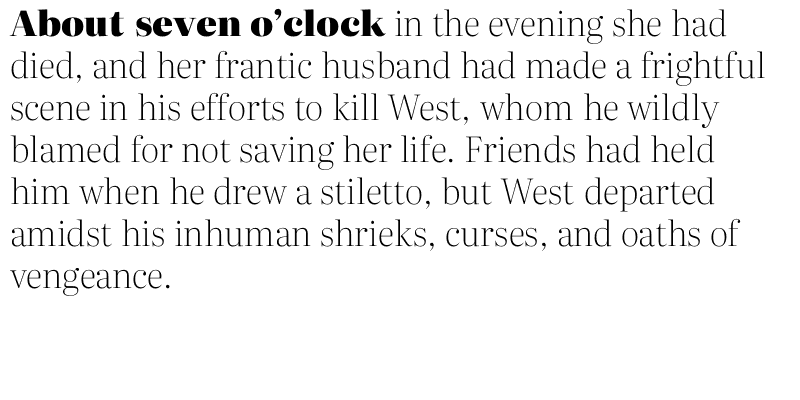 About seven o’clock in the evening she had
died, and her frantic husband had made a frightful
scene in his efforts to kill West, whom he wildly
blamed for not saving her life. Friends had held
him when he drew a stiletto, but West departed
amidst his inhuman shrieks, curses, and oaths of
vengeance.